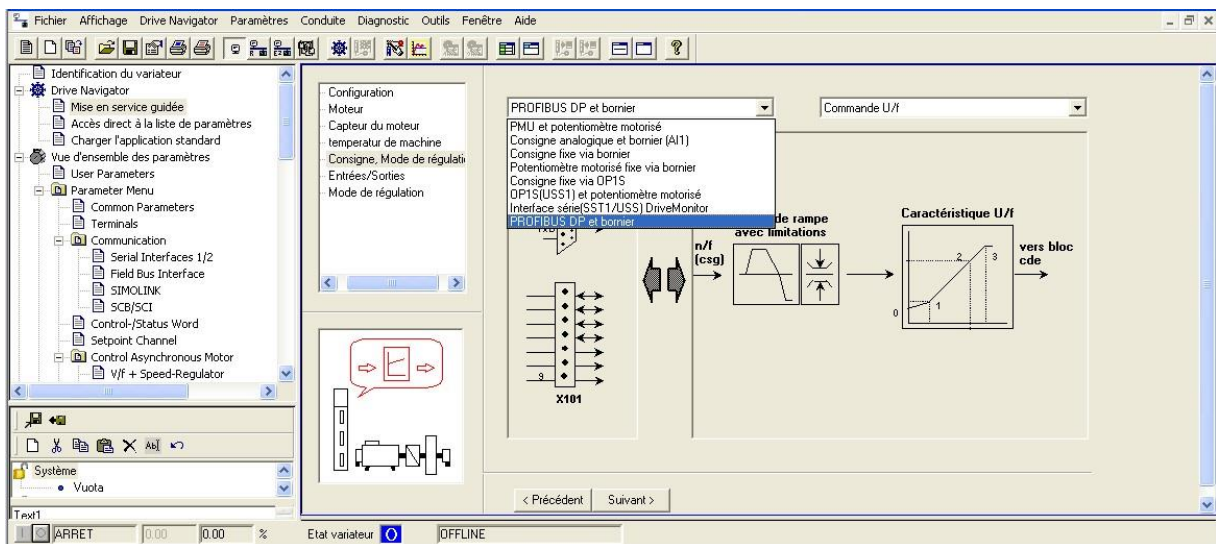 Fichier Affichage Drive Navigator Paramètres Conduite Diagnostic Outils Fenêtre Aide
Identification du variateur
Drive Navigator
Mise en service guidée
Accès direct à la liste de paramètres
Charger l'application standard
Vue d'ensemble des paramètres
User Parameters
Parameter Menu
Common Parameters
Terminals
Communication
Serial Interfaces 1/2
Field Bus Interface
SIMOLINK
SCB/SCI
Control-/Status Word
Setpoint Channel
Control Asynchronous Motor
V/f + Speed-Regulator
Système
Vuota
Text1
Configuration
Moteur
Capteur du moteur
temperatur de machine
Consigne, Mode de régulati
Entrées/Sorties
Mode de régulation
PROFIBUS DP et bornier
Commande U/f
PMU et potentiomètre motorisé
Consigne analogique et bornier (AI1)
Consigne fixe via bornier
Potentiomètre motorisé fixe via bornier
Consigne fixe via OP1S
OP1S(USS1) et potentiomètre motorisé
Interface série(SST1/USS) DriveMonitor
PROFIBUS DP et bornier
de rampe
avec limitations
n/f
(csg)
Caractéristique U/f
0
1
2
3
vers bloc
cde
9
X101
< Précédent Suivant >
ARRET 0.00 0.00 % Etat variateur OFFLINE